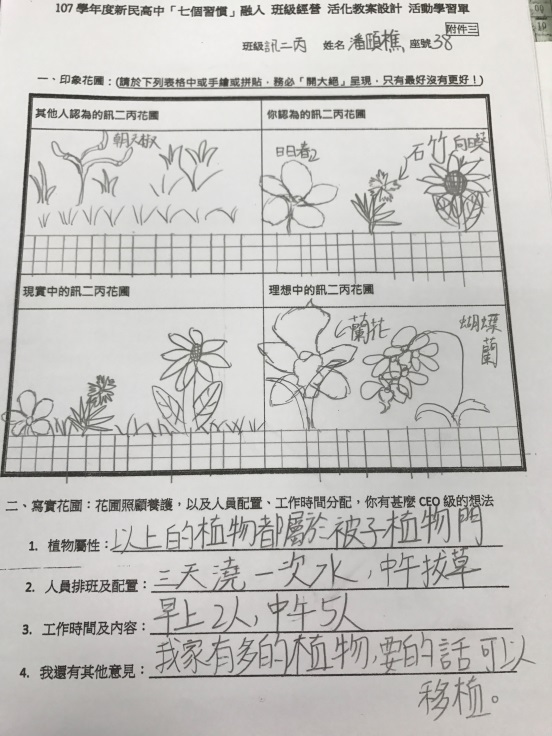 107 學年度新民高中「七個習慣」融入 班級經營 活化教案設計 活動學習單
附件三
班級訊二丙 姓名潘頤樵 座號38
一、印象花圃：(請於下列表格中或手繪或拼貼，務必「開大絕」呈現，只有最好沒有更好！)
其他人認為的訊二丙花圃
朝天椒
你認為的訊二丙花圃
日日春
石竹
向日葵
現實中的訊二丙花圃
理想中的訊二丙花圃
蘭花
蝴蝶蘭
二、寫實花圃：花圃照顧養護，以及人員配置、工作時間分配，你有甚麼 CEO 級的想法
1. 植物屬性：以上的植物都屬於被子植物門
2. 人員排班及配置：三天澆一次水，中午拔草
3. 工作時間及內容：早上2人，中午5人
4. 我還有其他意見：我家有多的植物，要的話可以
移植。